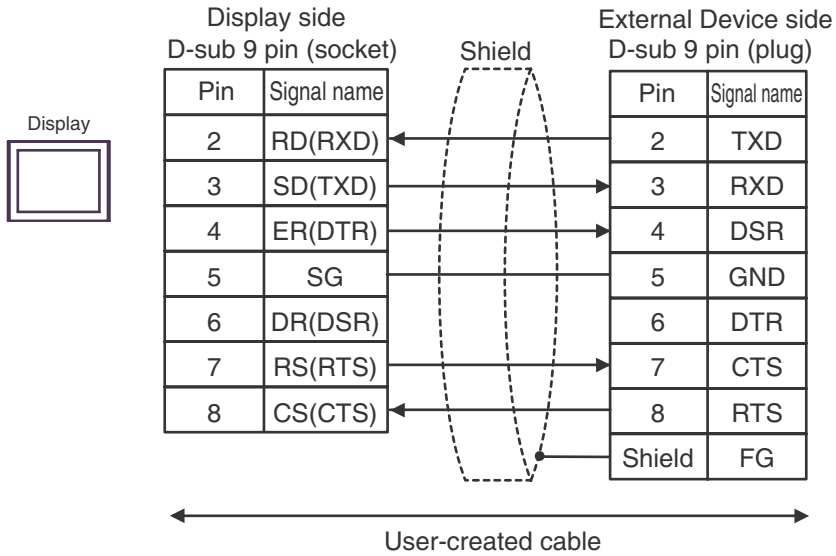 Display side
D-sub 9 pin (socket)
Shield
External Device side
D-sub 9 pin (plug)
Display
Pin Signal name Pin Signal name
2 RD(RXD) 2 TXD
3 SD(TXD) 3 RXD
4 ER(DTR) 4 DSR
5 SG 5 GND
6 DR(DSR) 6 DTR
7 RS(RTS) 7 CTS
8 CS(CTS) 8 RTS
Shield FG
User-created cable